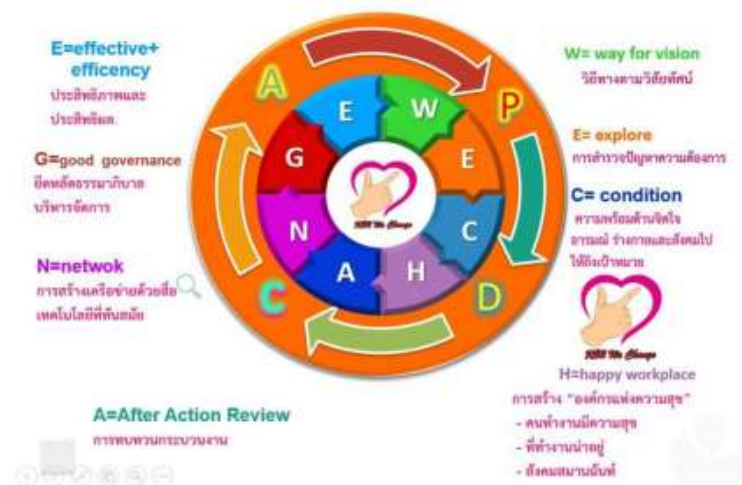 E=effective+
efficency
ประสิทธิภาพและ
ประสิทธิผล
G=good governance
ยึดหลัดธรรมาภิบาล
บริหารจัดการ
N=netwok
การสร้างเครือข่ายด้วยสื่อ
เทคโนโลยีที่ทันสมัย
A=After Action Review
การทบทวนกระบวนงาน
A
P
D
C
E
W
E
C
H
A
N
G
We Change
W= way for vision
วิถีทางตามวิสัยทัศน์
E= explore
การสำรวจปัญหาความต้องการ
C= condition
ความพร้อมด้านจิตใจ
อารมณ์ ร่างกายและสังคมไป
ให้ถึงเป้าหมาย
We Change
H=happy workplace
การสร้าง "องค์กรแห่งความสุข"
- คนทำงานมีความสุข
- ที่ทำงานน่าอยู่
- สังคมสมานฉันท์